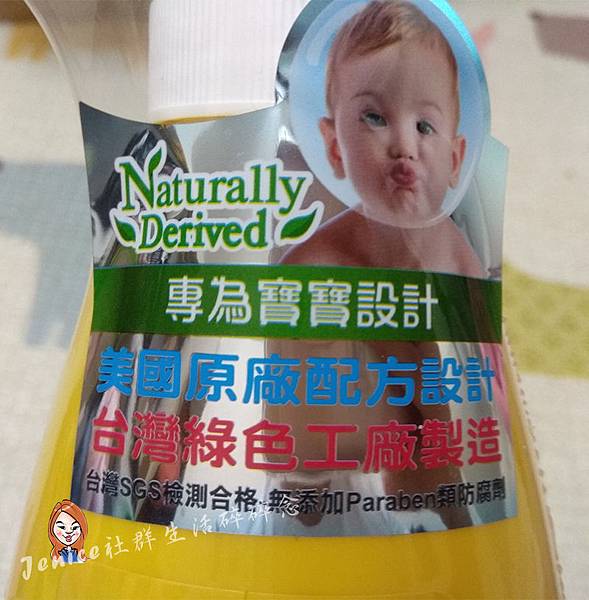 Naturally
Derived
專為寶寶設計
美國原廠配方設計
台灣綠色工廠製造
台灣SGS檢測合格.無添加Paraben類防腐劑
Jenice社群生活碎碎念